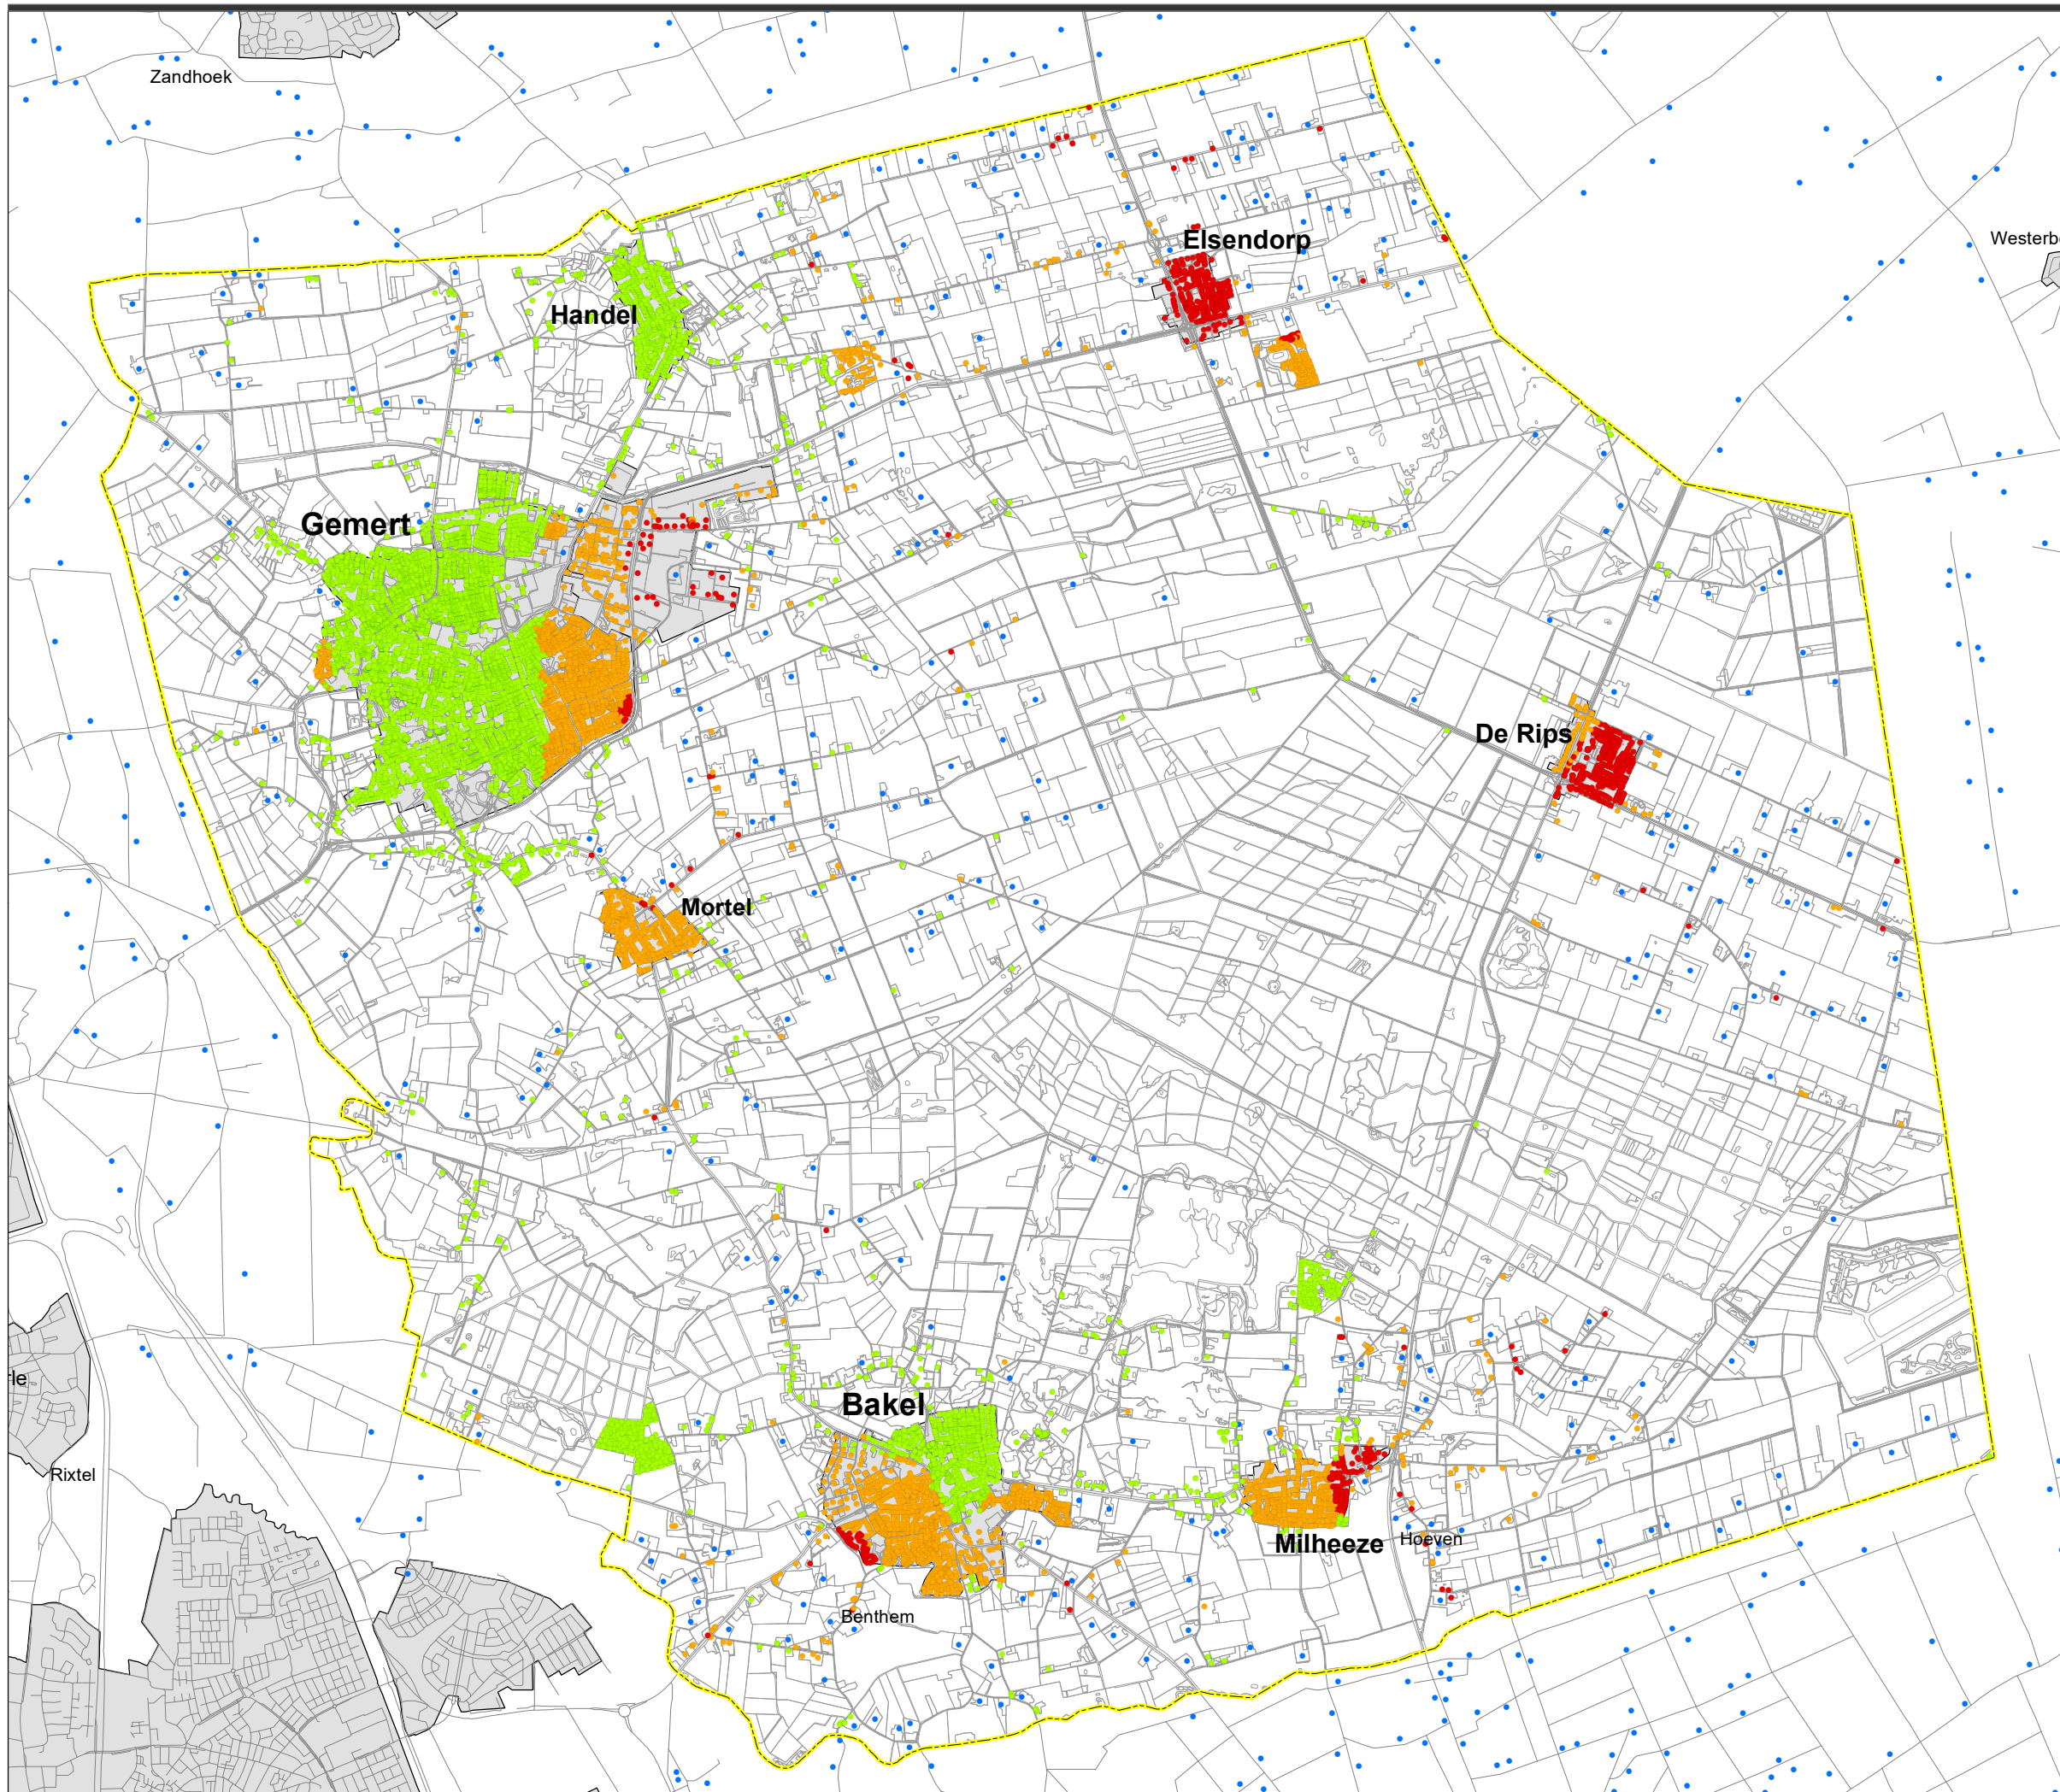 Zandhoek
Elsendorp
Westerb
Handel
Gemert
De Rips
Mortel
rle
Bakel
Rixtel
Milheeze
Hoeven
Benthem